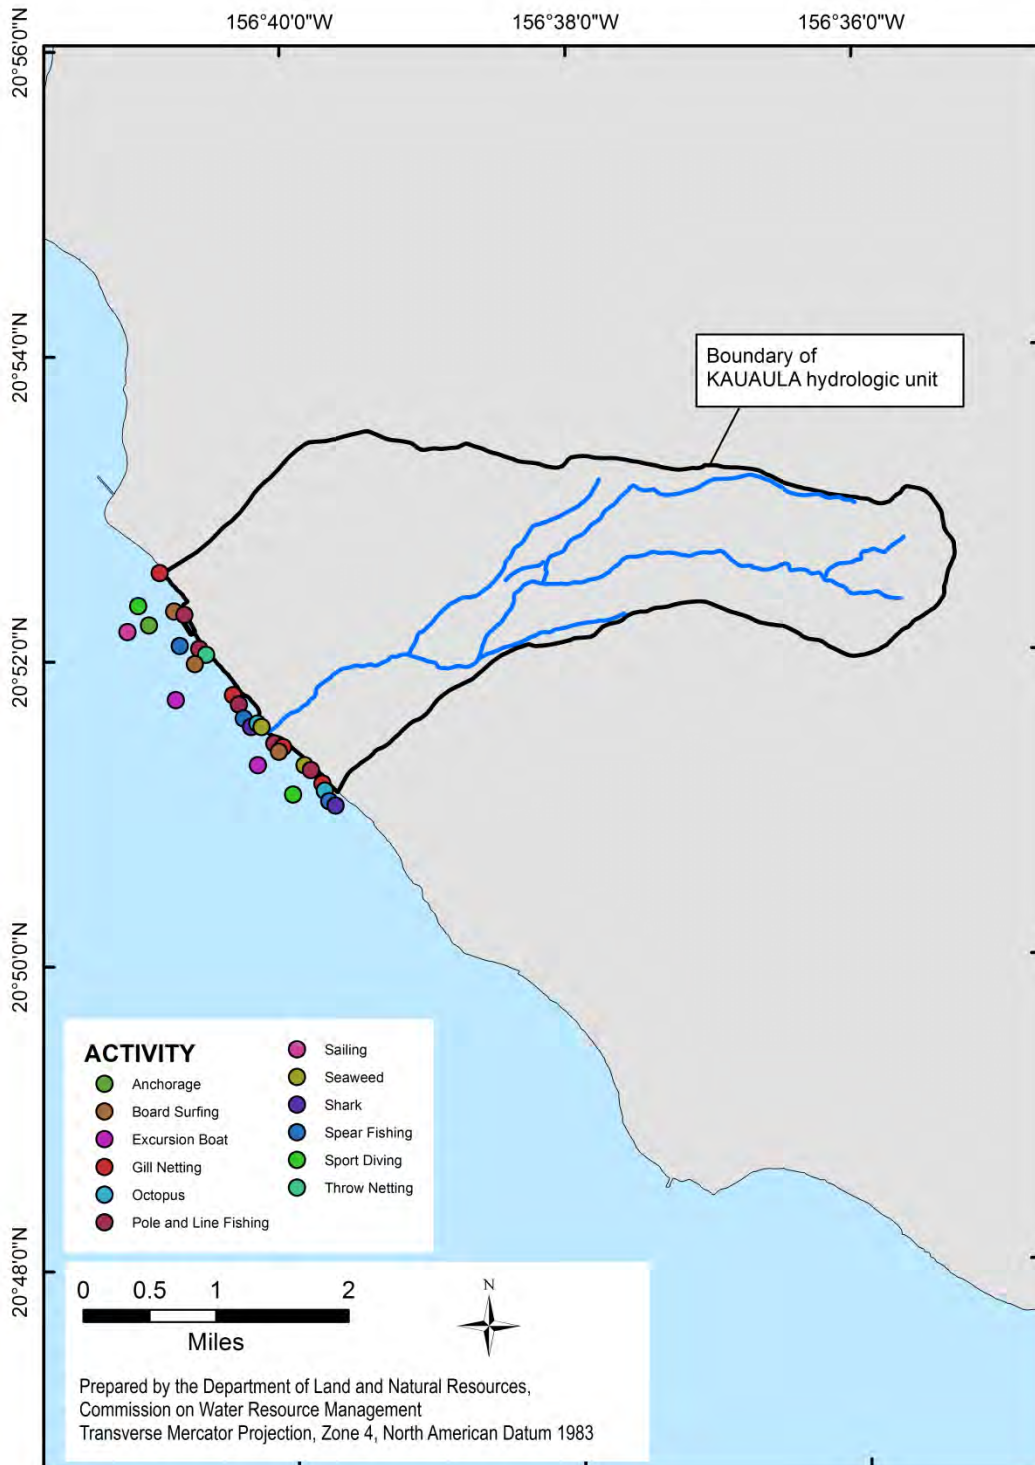 156°40'0"W
156°38'0"W
156°36'0"W
20°56'0"N
20°54'0"N
20°52'0"N
20°50'0"N
20°48'0"N
Boundary of
KAUAULA hydrologic unit
ACTIVITY
Anchorage
Board Surfing
Excursion Boat
Gill Netting
Octopus
Pole and Line Fishing
Sailing
Seaweed
Shark
Spear Fishing
Sport Diving
Throw Netting
0 0.5 1 2
Miles
N
Prepared by the Department of Land and Natural Resources,
Commission on Water Resource Management
Transverse Mercator Projection, Zone 4, North American Datum 1983